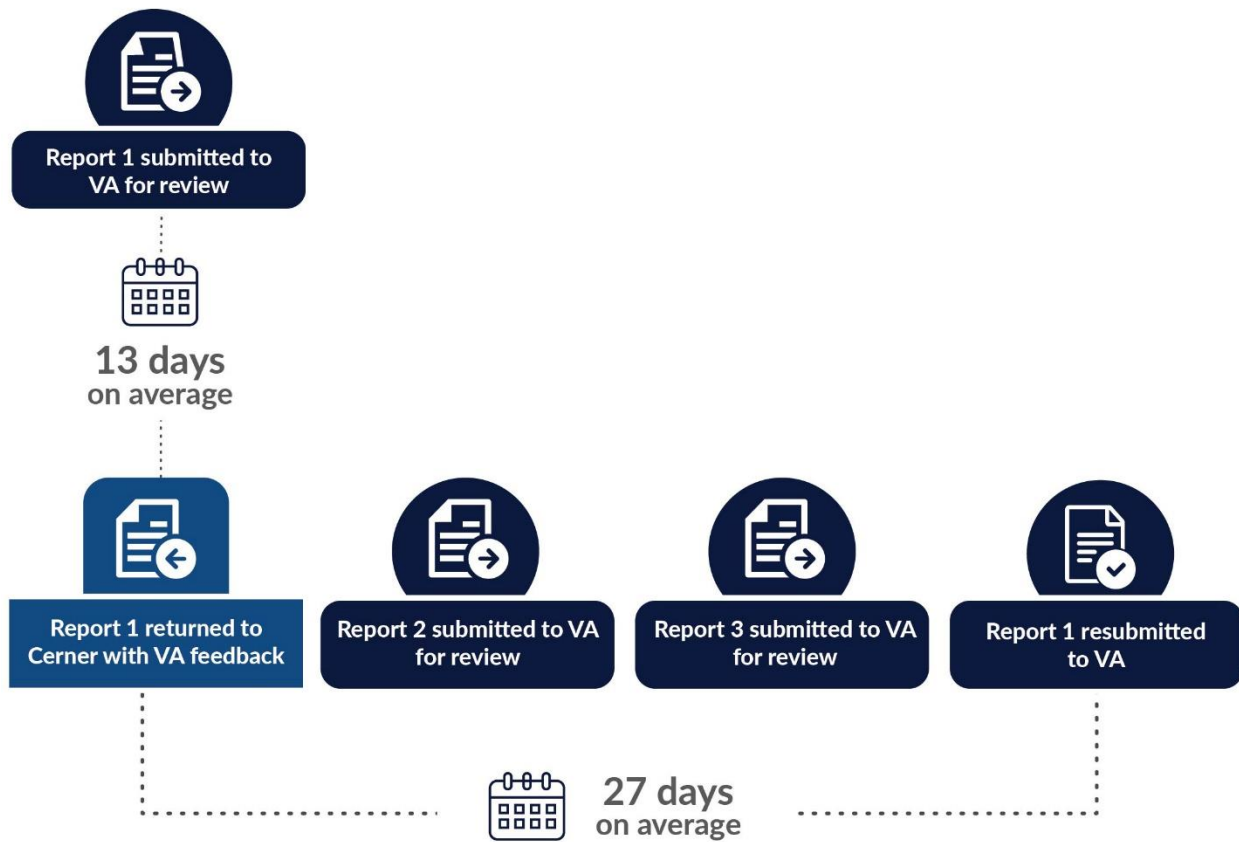 Report 1 submitted to
VA for review
13 days
on average
Report 1 returned to
Cerner with VA feedback
Report 2 submitted to VA
for review
Report 3 submitted to VA
for review
Report 1 resubmitted
to VA
27 days
on average